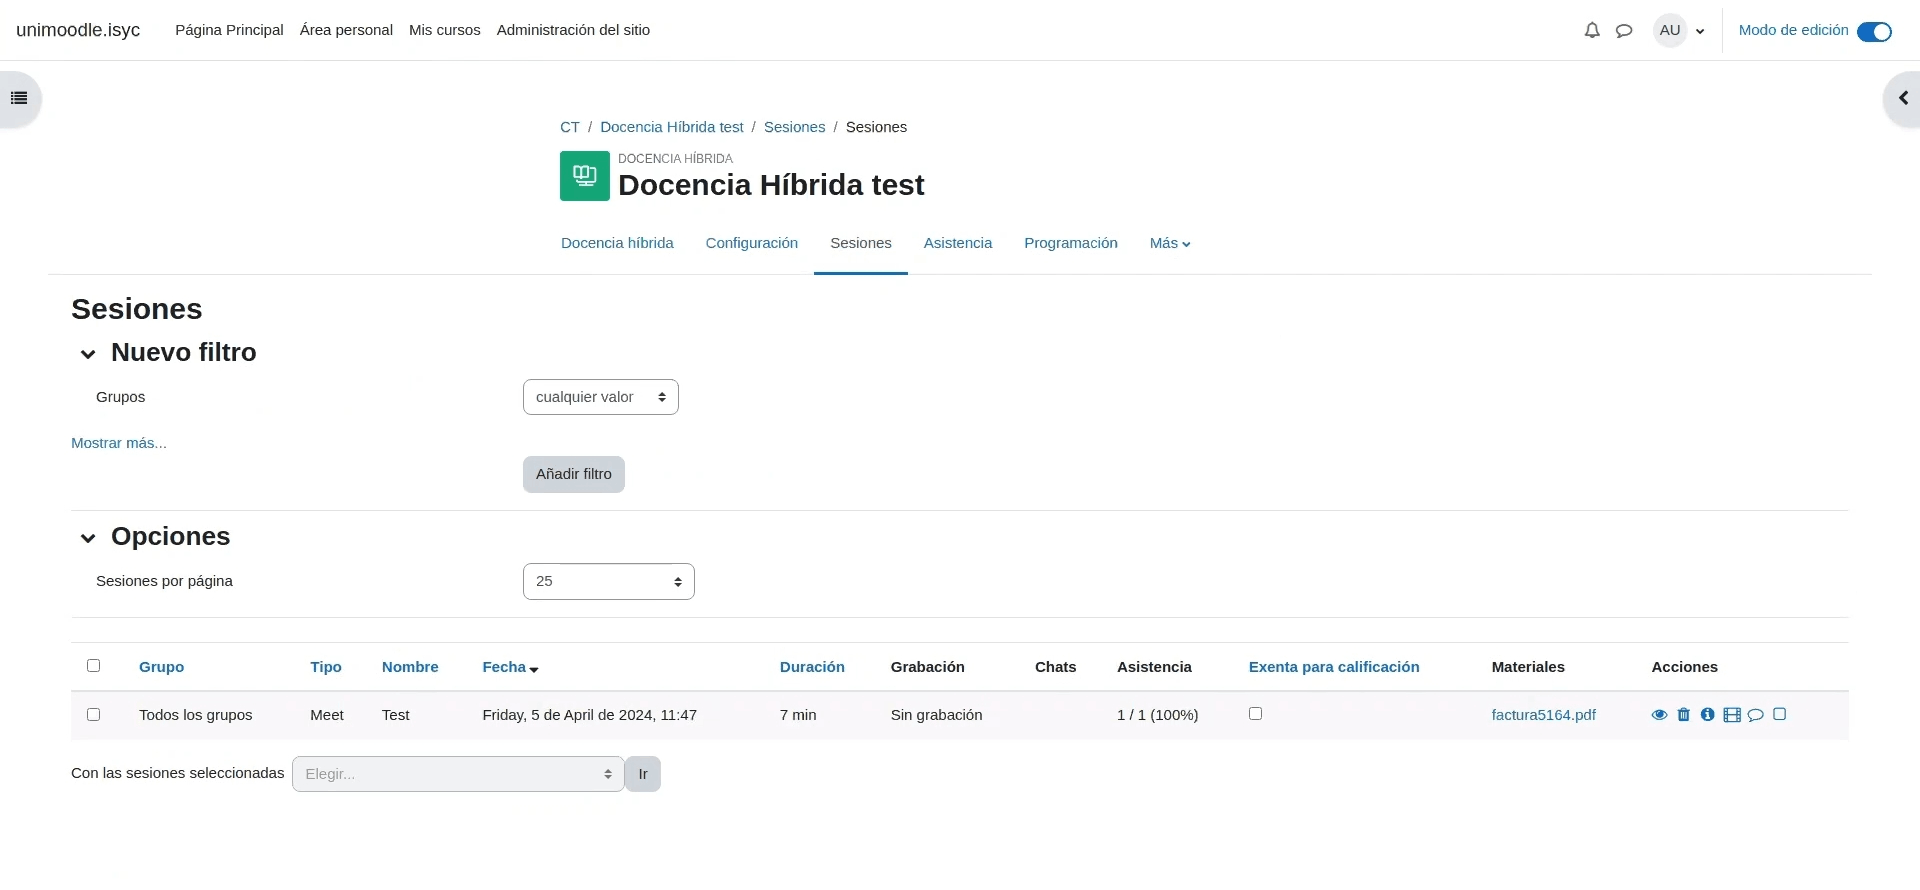 unimoodle.isyc Página Principal Área personal Mis cursos Administración del sitio AU Modo de edición
CT / Docencia Híbrida test / Sesiones / Sesiones
DOCENCIA HÍBRIDA
Docencia Híbrida test
Docencia híbrida Configuración Sesiones Asistencia Programación Más
Sesiones
Nuevo filtro
Grupos cualquier valor
Mostrar más...
Añadir filtro
Opciones
Sesiones por página 25
Grupo Tipo Nombre Fecha Duración Grabación Chats Asistencia Exenta para calificación Materiales Acciones
Todos los grupos Meet Test Friday, 5 de April de 2024, 11:47 7 min Sin grabación 1 / 1 (100%) factura5164.pdf
Con las sesiones seleccionadas Elegir... Ir